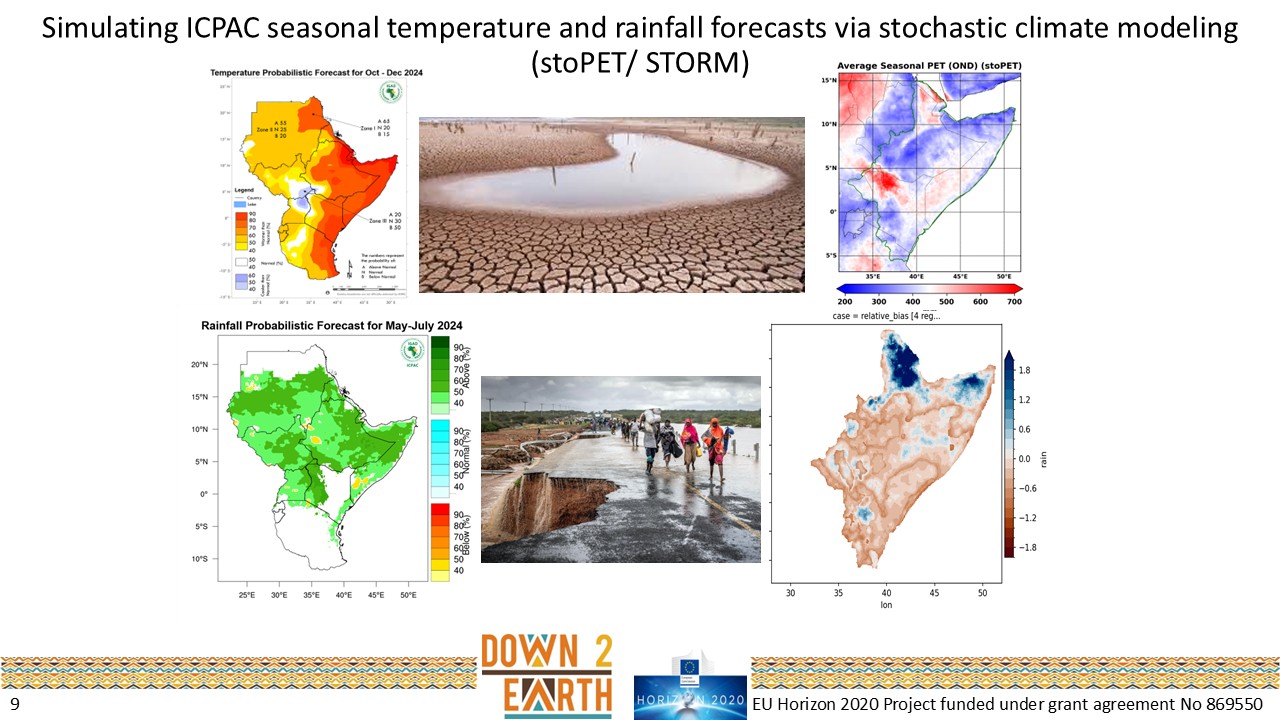 Simulating ICPAC seasonal temperature and rainfall forecasts via stochastic climate modeling
(stoPET/ STORM)
Temperature Probabilistic Forecast for Oct - Dec 2024
A 55
Zone II N 25
B 20
A 65
Zone I N 20
B 15
A 20
Zone III N 30
B 50
Legend
Country
Lake
90
80
70
60
50
40
Warmer than Normal (%)
30
40
Normal (%)
60
50
40
The numbers represent
the probability of:
A Above Normal
N Normal
B Below Normal
N
Average Seasonal PET (OND) (stoPET)
15°N
10°N
5°N
0°
5°S
35°E 40°E 45°E 50°E
200 300 400 500 600 700
Rainfall Probabilistic Forecast for May-July 2024
IGAD
ICPAC
20°N
15°N
10°N
5°N
0°
5°S
10°S
25°E 30°E 35°E 40°E 45°E 50°E
90
80
70
60
50
40
Above (%)
90
80
70
60
50
40
Normal (%)
90
80
70
60
50
40
Below (%)
case = relative_bias [4 reg...
1.8
1.2
0.6
0.0
−0.6
−1.2
−1.8
rain
30 35 40 45 50
lon
DOWN 2
EARTH
HORIZON 2020
9
EU Horizon 2020 Project funded under grant agreement No 869550